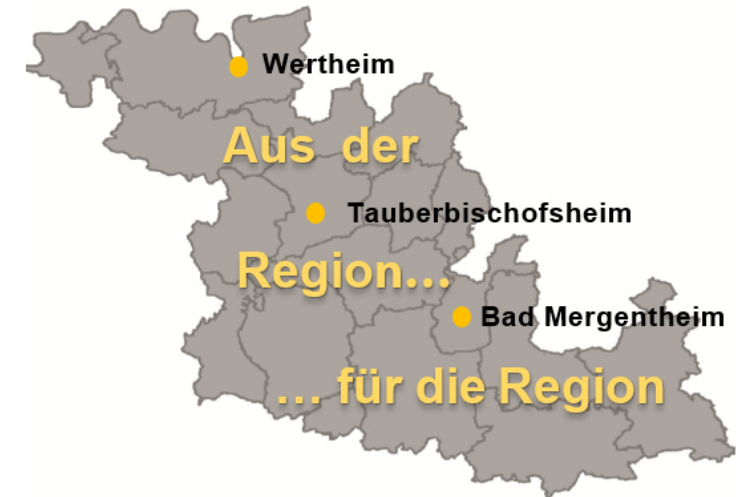 Wertheim
Aus der
Tauberbischofsheim
Region...
Bad Mergentheim
... für die Region